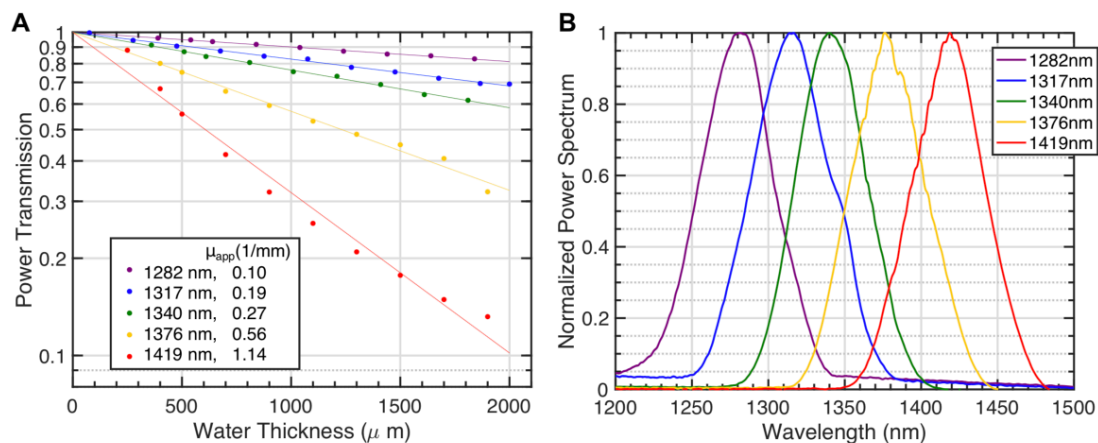 A
Power Transmission
1
0.9
0.8
0.7
0.6
0.5
0.4
0.3
0.2
0.1
μapp(1/mm)
1282 nm, 0.10
1317 nm, 0.19
1340 nm, 0.27
1376 nm, 0.56
1419 nm, 1.14
0 500 1000 1500 2000
Water Thickness (μ m)
B
Normalized Power Spectrum
1
0.8
0.6
0.4
0.2
0
1282nm
1317nm
1340nm
1376nm
1419nm
1200 1250 1300 1350 1400 1450 1500
Wavelength (nm)